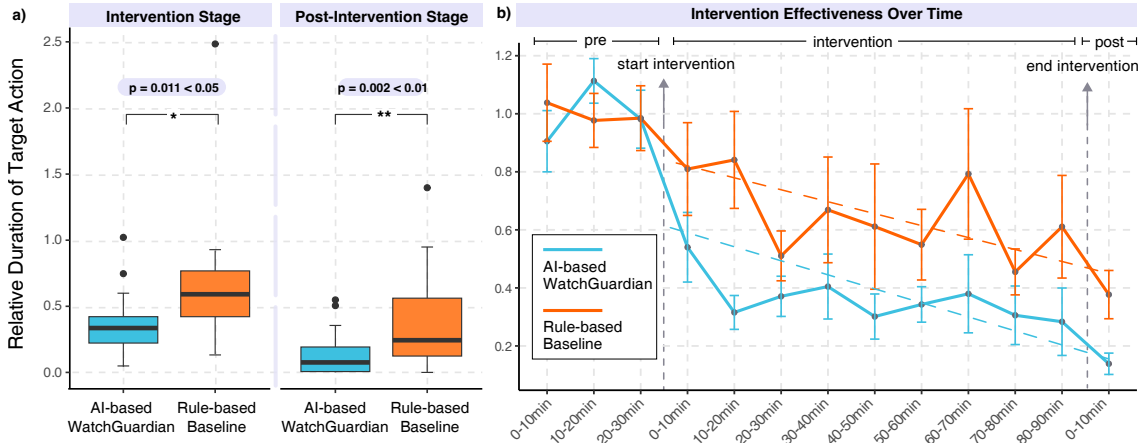 a)
Intervention Stage
Post-Intervention Stage
Relative Duration of Target Action
2.5
2.0
1.5
1.0
0.5
0.0
p = 0.011 < 0.05
*
p = 0.002 < 0.01
**
AI-based
WatchGuardian
Rule-based
Baseline
AI-based
WatchGuardian
Rule-based
Baseline
b)
Intervention Effectiveness Over Time
pre
intervention
post
start intervention
end intervention
1.2
1.0
0.8
0.6
0.4
0.2
AI-based
WatchGuardian
Rule-based
Baseline
0-10min
10-20min
20-30min
0-10min
10-20min
20-30min
30-40min
40-50min
50-60min
60-70min
70-80min
80-90min
0-10min